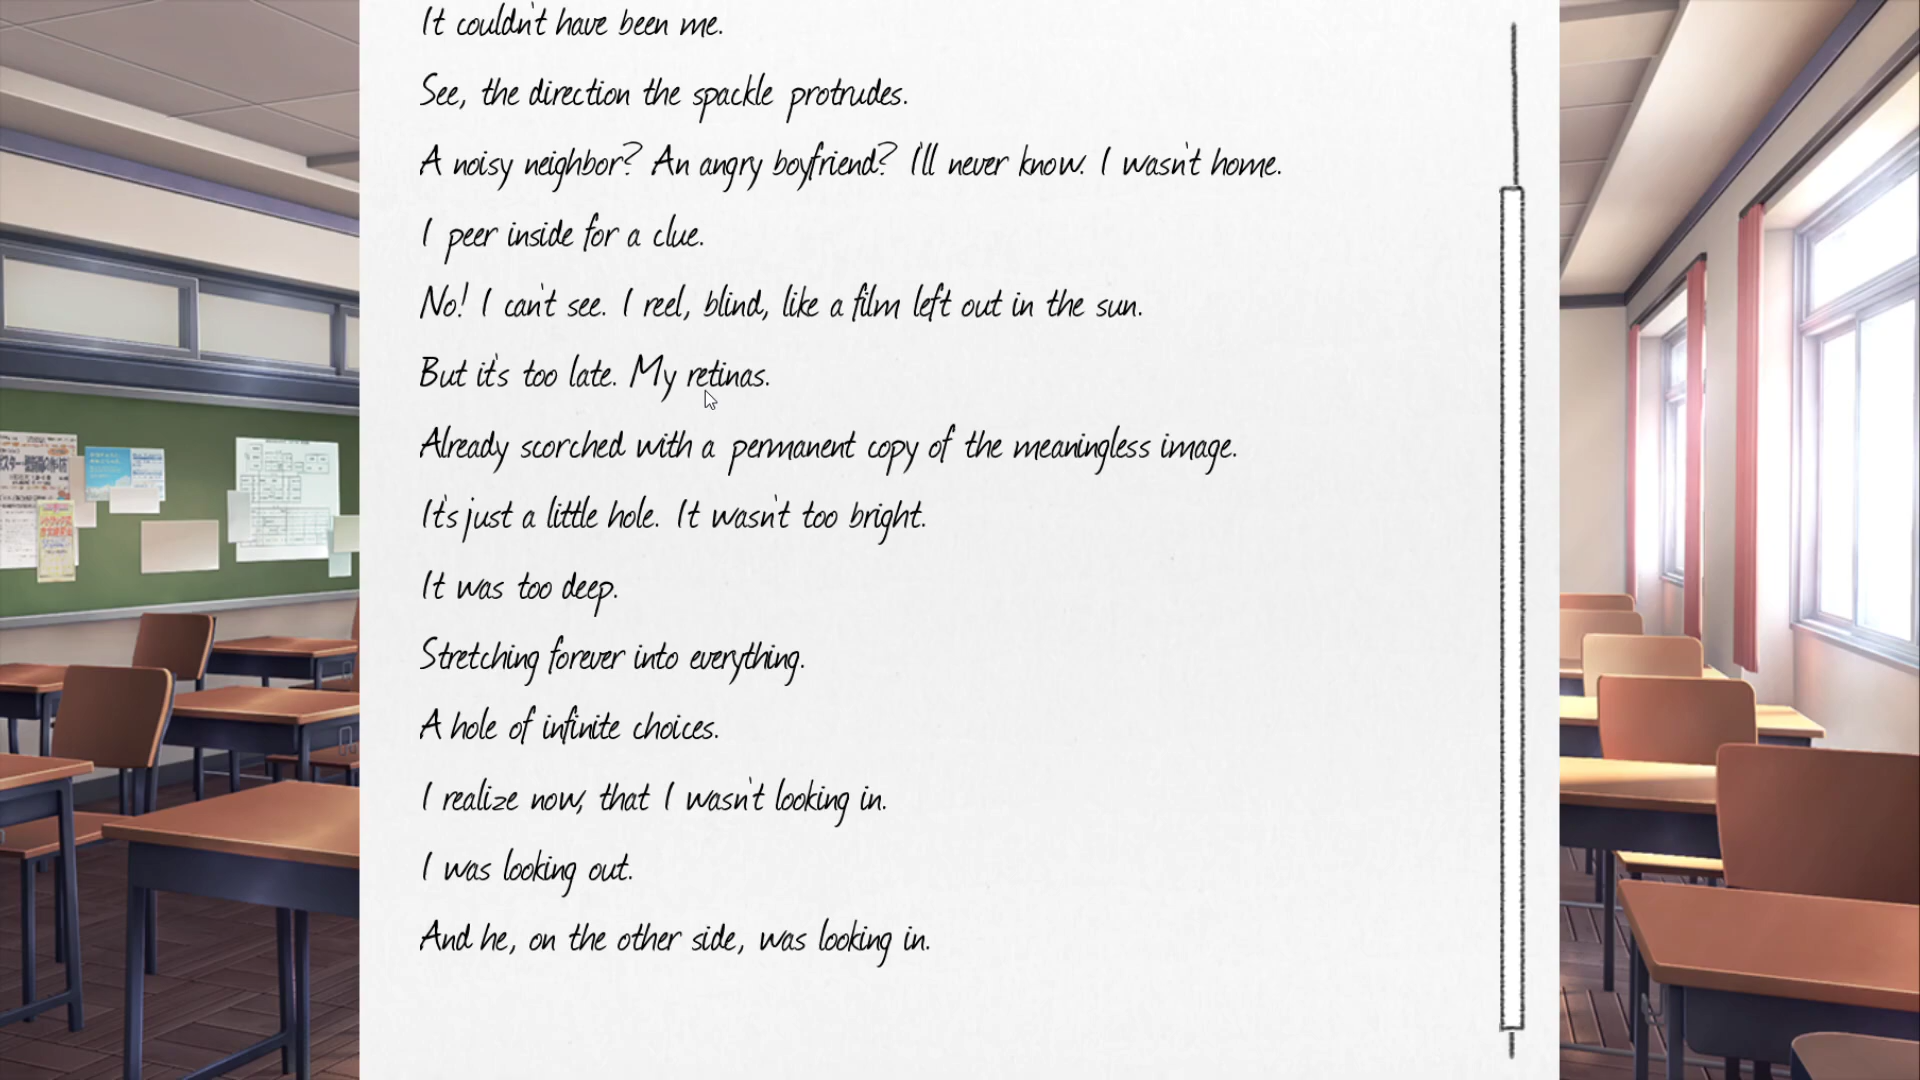 It couldn't have been me.
See, the direction the spackle protrudes.
A noisy neighbor? An angry boyfriend? I'll never know. I wasn't home.
I peer inside for a clue.
No! I can't see. I reel, blind, like a film left out in the sun.
But it's too late. My retinas.
Already scorched with a permanent copy of the meaningless image.
It's just a little hole. It wasn't too bright.
It was too deep.
Stretching forever into everything.
A hole of infinite choices.
I realize now, that I wasn't looking in.
I was looking out.
And he, on the other side, was looking in.